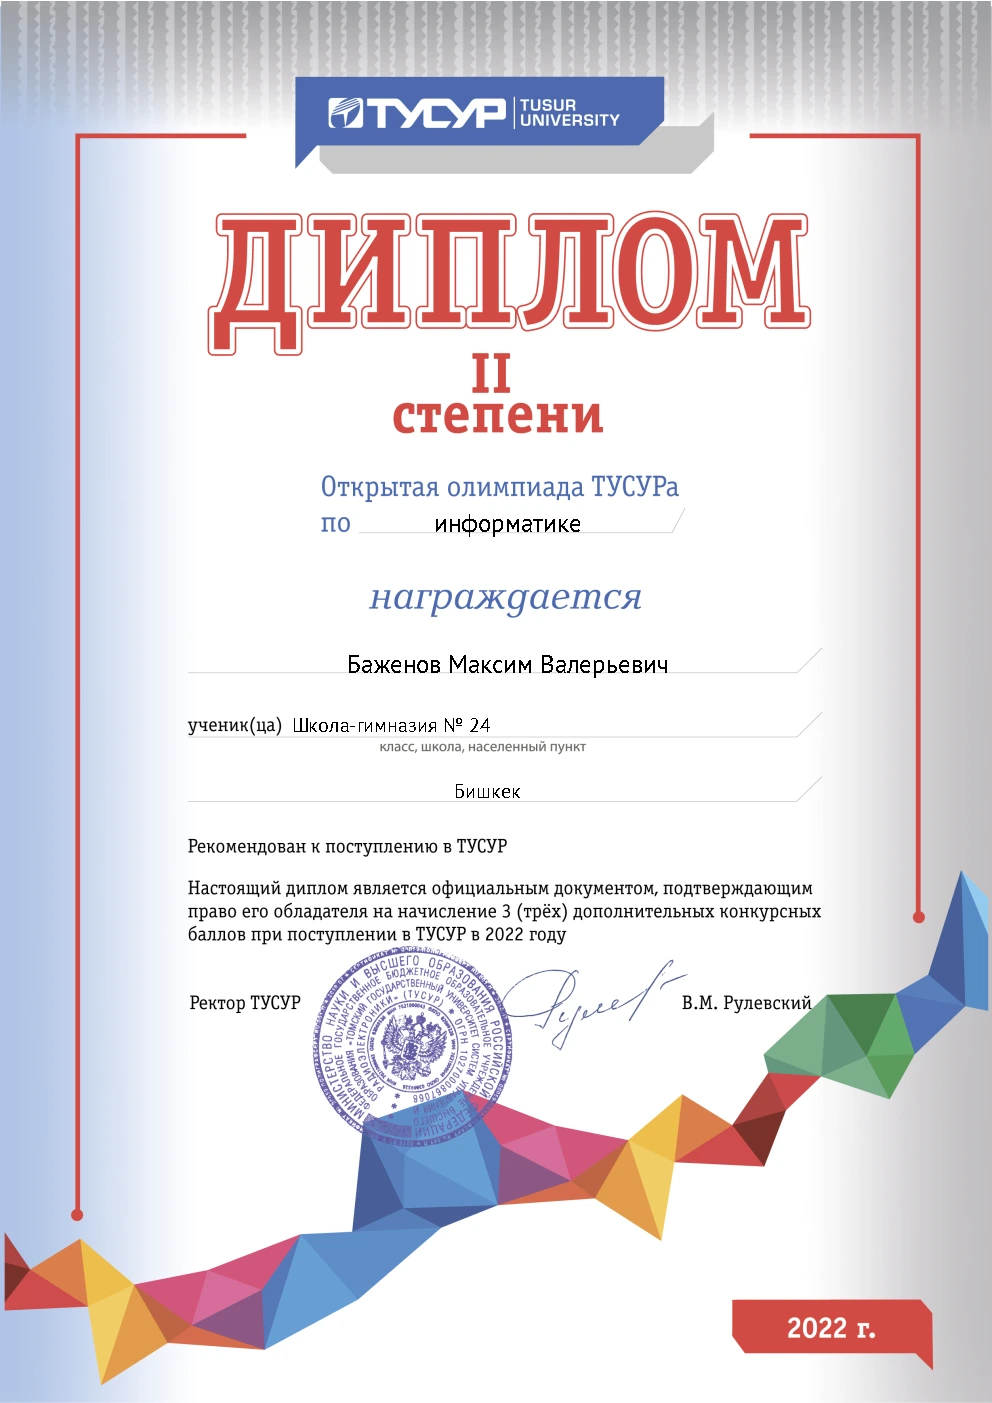 ТУСУР TUSUR
UNIVERSITY
ДИПЛОМ
II
степени
Открытая олимпиада ТУСУРа
по информатике
награждается
Баженов Максим Валерьевич
ученик(ца) Школа-гимназия № 24
класс, школа, населенный пункт
Бишкек
Рекомендован к поступлению в ТУСУР
Настоящий диплом является официальным документом, подтверждающим
право его обладателя на начисление 3 (трёх) дополнительных конкурсных
баллов при поступлении в ТУСУР в 2022 году
Ректор ТУСУР
МИНИСТЕРСТВО НАУКИ И ВЫСШЕГО ОБРАЗОВАНИЯ РОССИЙСКОЙ ФЕДЕРАЦИИ
ФЕДЕРАЛЬНОЕ ГОСУДАРСТВЕННОЕ БЮДЖЕТНОЕ ОБРАЗОВАТЕЛЬНОЕ УЧРЕЖДЕНИЕ ВЫСШЕГО
ОБРАЗОВАНИЯ «ТОМСКИЙ ГОСУДАРСТВЕННЫЙ УНИВЕРСИТЕТ СИСТЕМ УПРАВЛЕНИЯ И
РАДИОЭЛЕКТРОНИКИ» (ТУСУР) * ОГРН 1027000867068
В.М. Рулевский
2022 г.